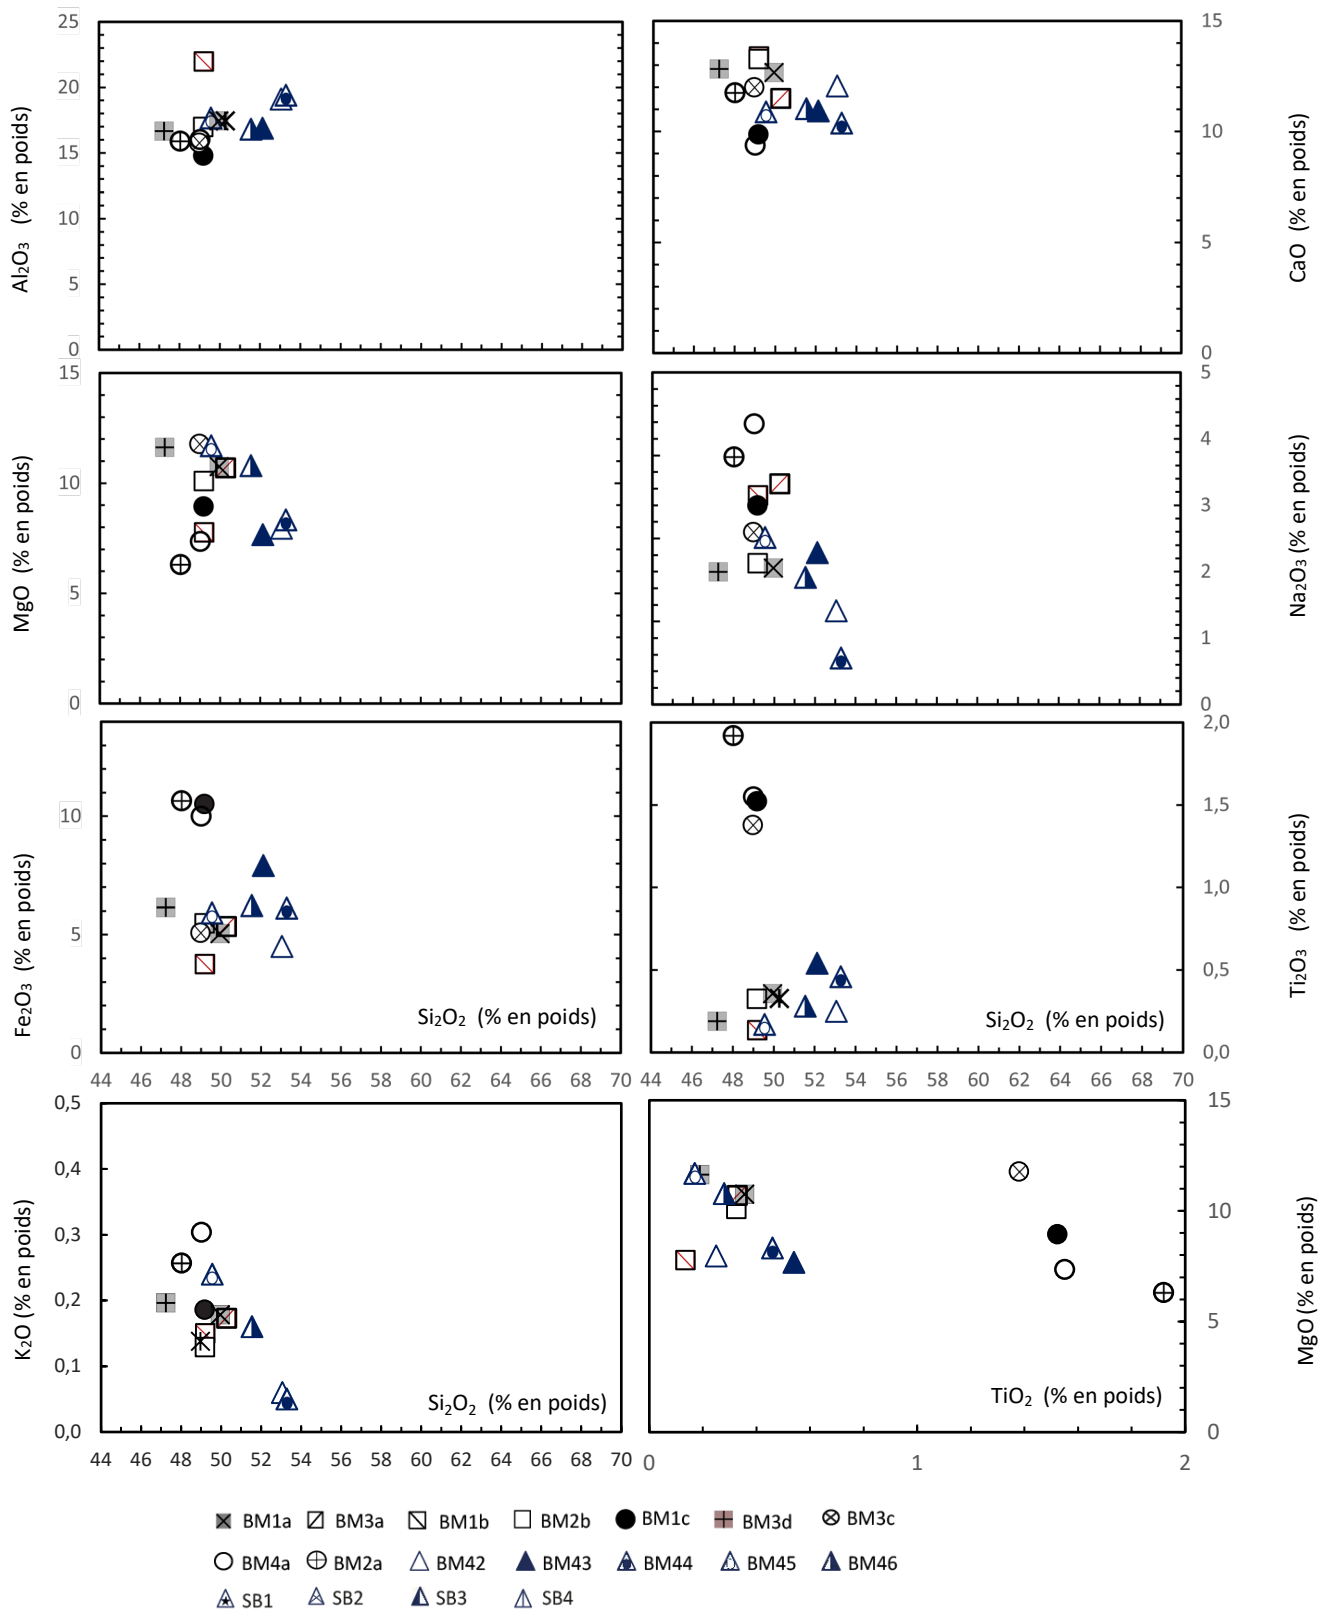 25
20
15
10
5
0
Al₂O₃ (% en poids)
15
10
5
0
CaO (% en poids)
15
10
5
0
MgO (% en poids)
5
4
3
2
1
0
Na₂O₃ (% en poids)
10
5
0
Fe₂O₃ (% en poids)
Si₂O₂ (% en poids)
44 46 48 50 52 54 56 58 60 62 64 66 68 70
2,0
1,5
1,0
0,5
0,0
Ti₂O₃ (% en poids)
Si₂O₂ (% en poids)
44 46 48 50 52 54 56 58 60 62 64 66 68 70
0,5
0,4
0,3
0,2
0,1
0,0
K₂O (% en poids)
Si₂O₂ (% en poids)
44 46 48 50 52 54 56 58 60 62 64 66 68 70
15
10
5
0
MgO (% en poids)
TiO₂ (% en poids)
0 1 2
BM1a BM3a BM1b BM2b BM1c BM3d BM3c
BM4a BM2a BM42 BM43 BM44 BM45 BM46
SB1 SB2 SB3 SB4